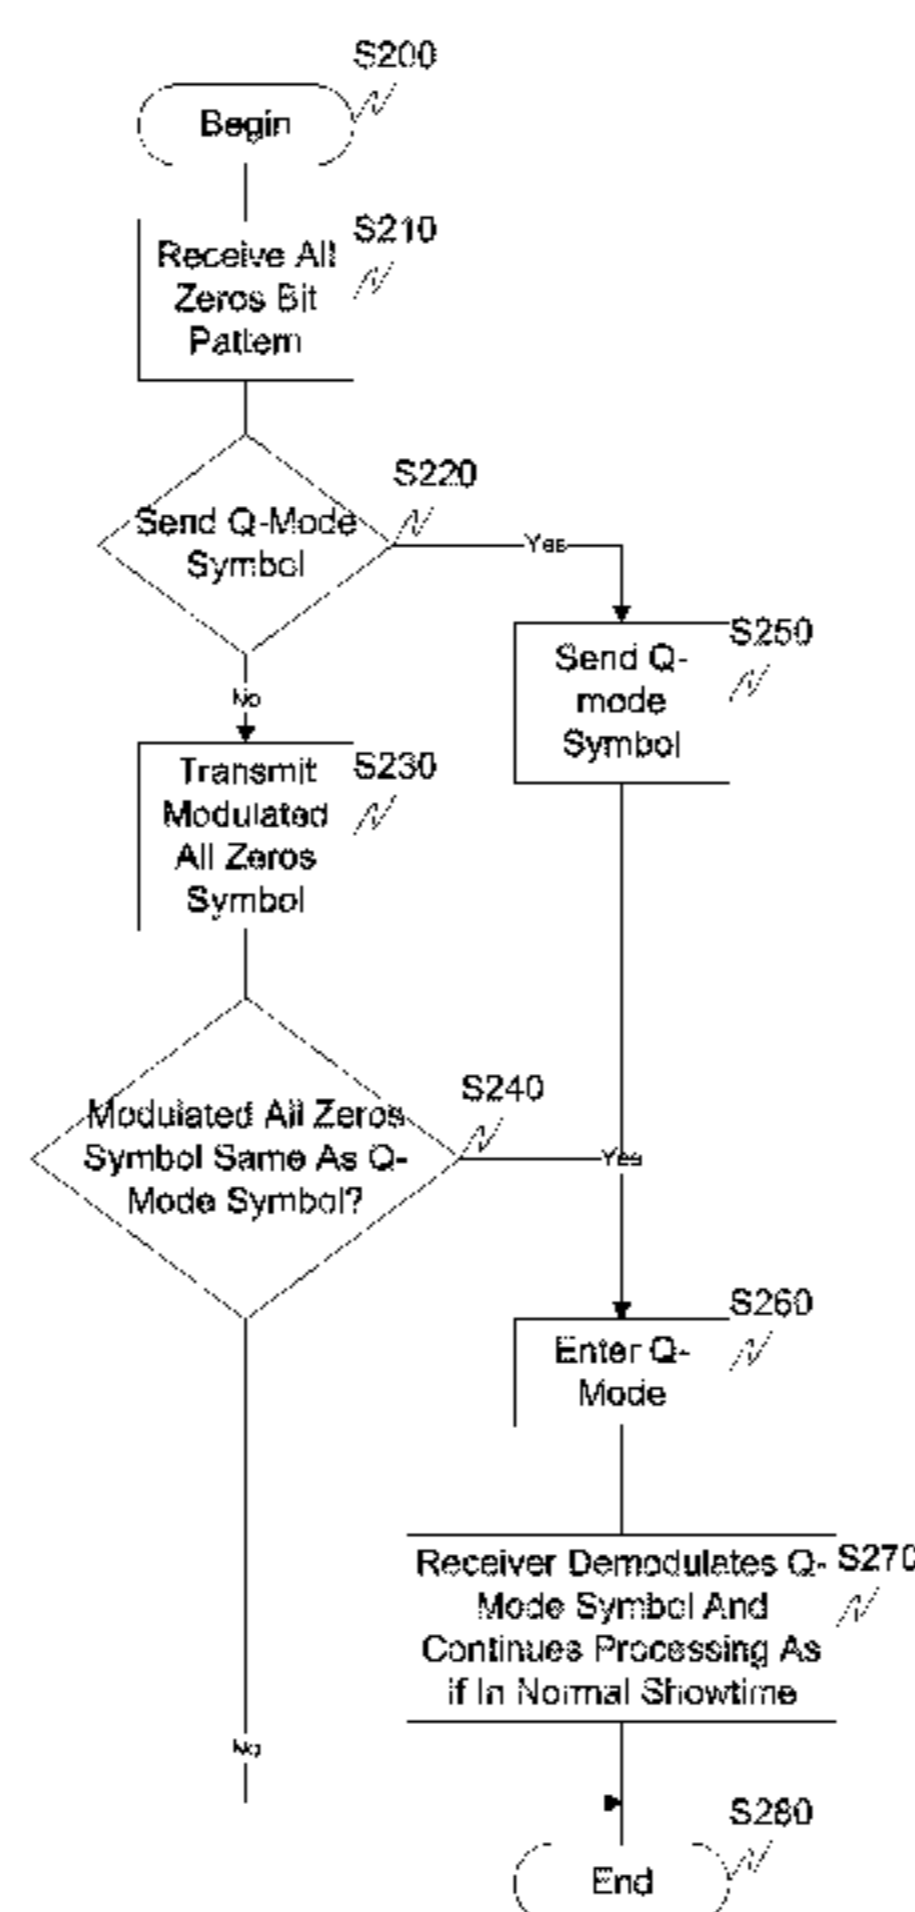 S200
Begin
S210
Receive All
Zeros Bit
Pattern
S220
Send Q-Mode
Symbol
Yes
No
S250
Send Q-
mode
Symbol
S230
Transmit
Modulated
All Zeros
Symbol
S240
Modulated All Zeros
Symbol Same As Q-
Mode Symbol?
Yes
S260
Enter Q-
Mode
S270
Receiver Demodulates Q-
Mode Symbol And
Continues Processing As
if In Normal Showtime
No
S280
End